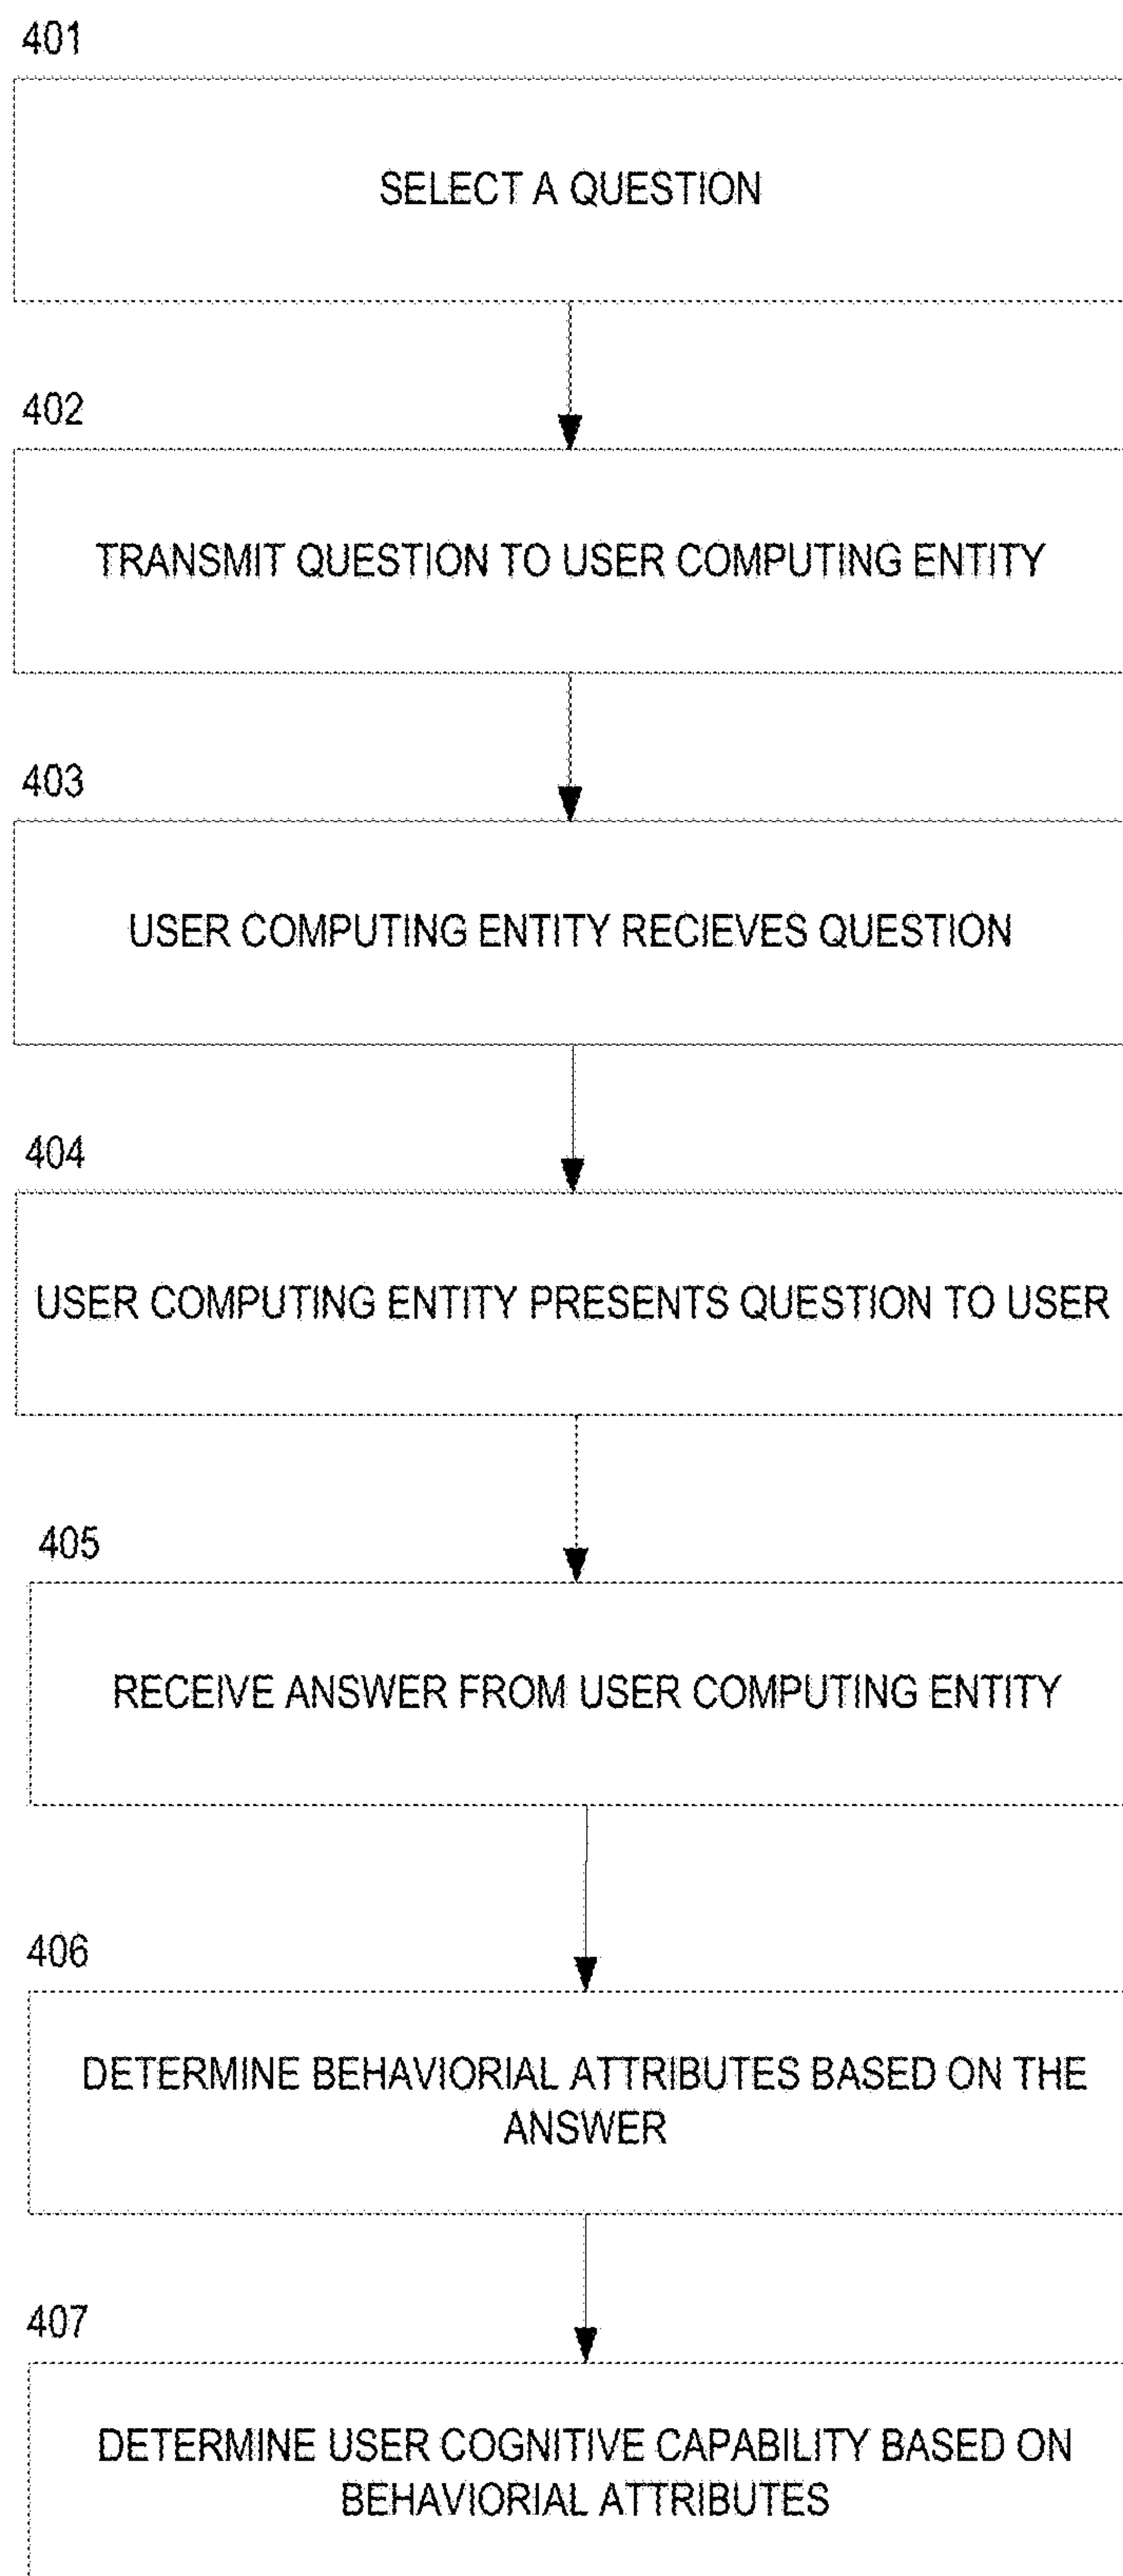 401
SELECT A QUESTION
402
TRANSMIT QUESTION TO USER COMPUTING ENTITY
403
USER COMPUTING ENTITY RECIEVES QUESTION
404
USER COMPUTING ENTITY PRESENTS QUESTION TO USER
405
RECEIVE ANSWER FROM USER COMPUTING ENTITY
406
DETERMINE BEHAVIORIAL ATTRIBUTES BASED ON THE
ANSWER
407
DETERMINE USER COGNITIVE CAPABILITY BASED ON
BEHAVIORIAL ATTRIBUTES